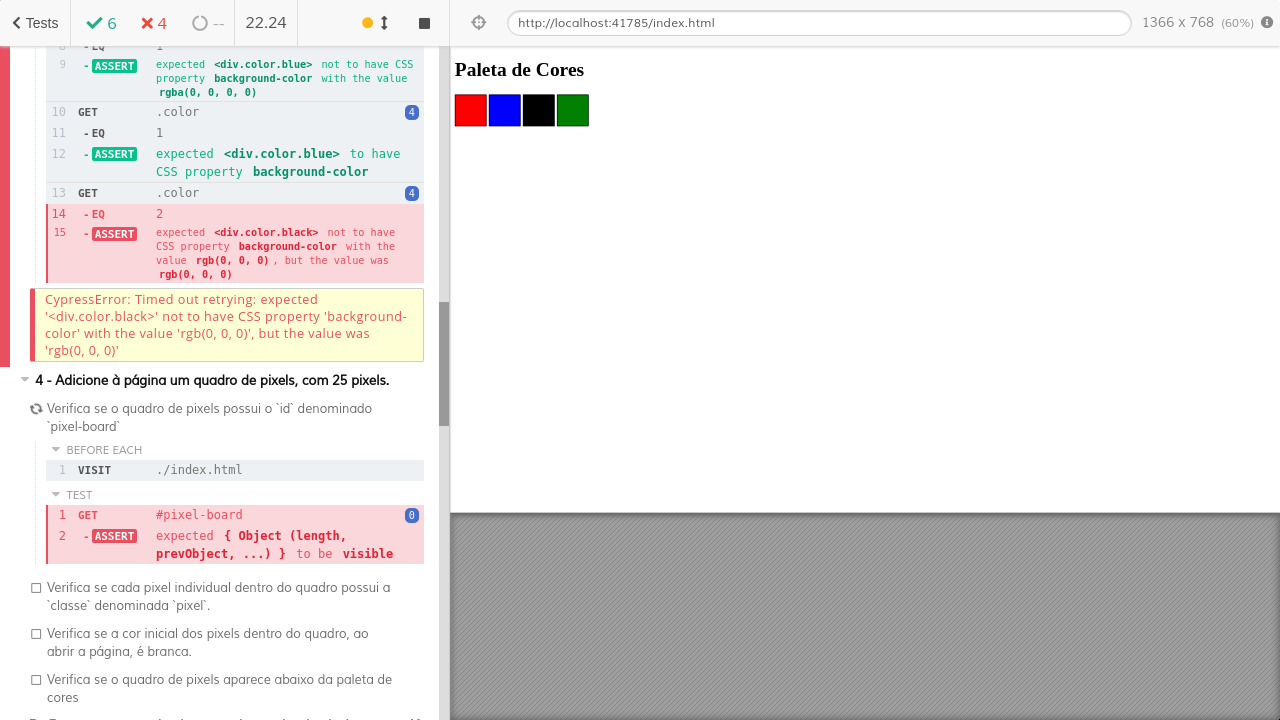 Tests 6 4 -- 22.24
http://localhost:41785/index.html 1366 x 768 (60%)
8 - EQ 1
9 - ASSERT expected <div.color.blue> not to have CSS
property background-color with the value
rgba(0, 0, 0, 0)
10 GET .color 4
11 - EQ 1
12 - ASSERT expected <div.color.blue> to have
CSS property background-color
13 GET .color 4
14 - EQ 2
15 - ASSERT expected <div.color.black> not to have
CSS property background-color with the
value rgb(0, 0, 0), but the value was
rgb(0, 0, 0)
CypressError: Timed out retrying: expected
'<div.color.black>' not to have CSS property 'background-
color' with the value 'rgb(0, 0, 0)', but the value was
'rgb(0, 0, 0)'
4 - Adicione à página um quadro de pixels, com 25 pixels.
Verifica se o quadro de pixels possui o `id` denominado
`pixel-board`
BEFORE EACH
1 VISIT ./index.html
TEST
1 GET #pixel-board 0
2 - ASSERT expected { Object (length,
prevObject, ...) } to be visible
Verifica se cada pixel individual dentro do quadro possui a
`classe` denominada `pixel`.
Verifica se a cor inicial dos pixels dentro do quadro, ao
abrir a página, é branca.
Verifica se o quadro de pixels aparece abaixo da paleta de
cores
Paleta de Cores